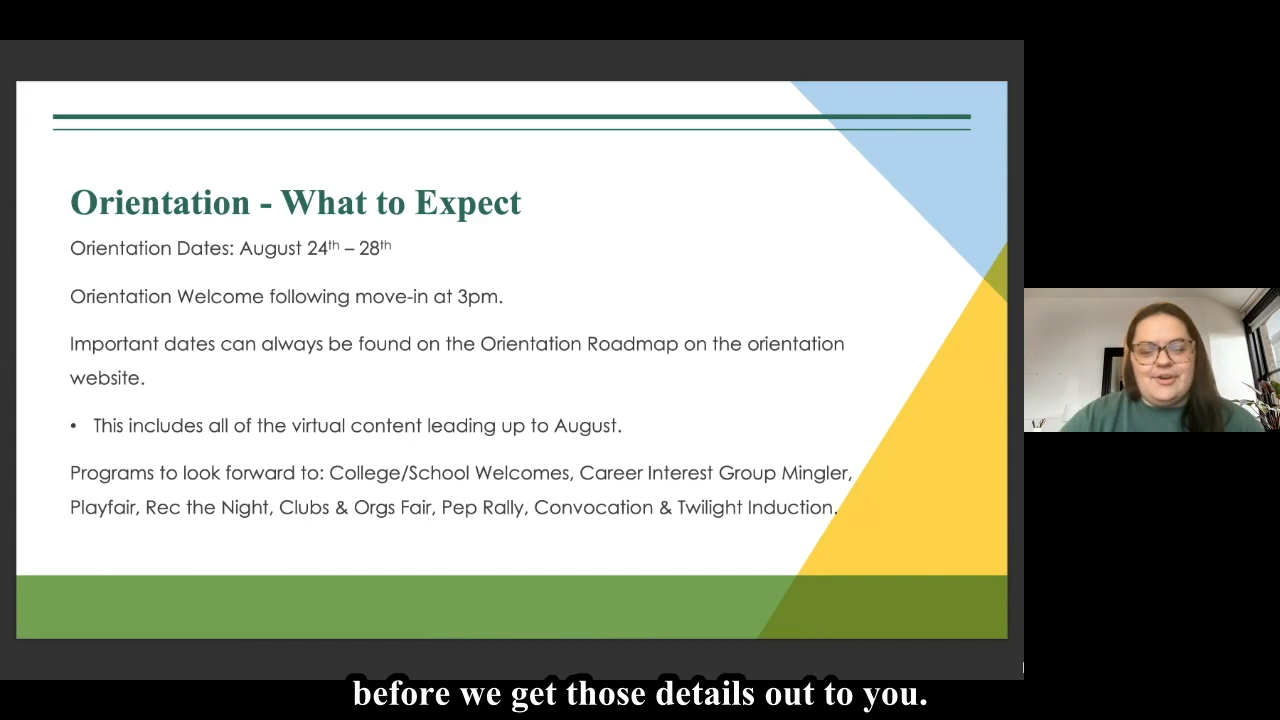 Orientation - What to Expect
Orientation Dates: August 24th – 28th
Orientation Welcome following move-in at 3pm.
Important dates can always be found on the Orientation Roadmap on the orientation
website.
• This includes all of the virtual content leading up to August.
Programs to look forward to: College/School Welcomes, Career Interest Group Mingler,
Playfair, Rec the Night, Clubs & Orgs Fair, Pep Rally, Convocation & Twilight Induction.
before we get those details out to you.